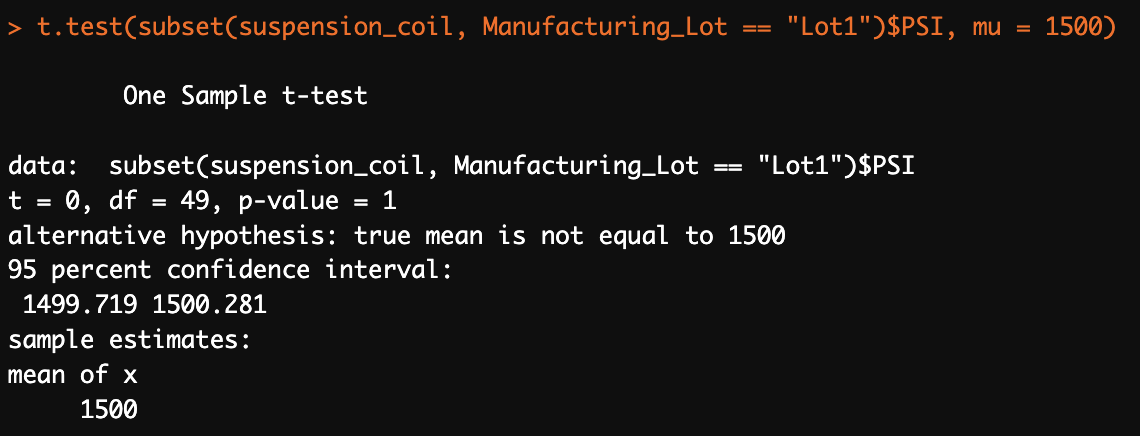 > t.test(subset(suspension_coil, Manufacturing_Lot == "Lot1")$PSI, mu = 1500)
One Sample t-test
data:  subset(suspension_coil, Manufacturing_Lot == "Lot1")$PSI
t = 0, df = 49, p-value = 1
alternative hypothesis: true mean is not equal to 1500
95 percent confidence interval:
1499.719 1500.281
sample estimates:
mean of x
1500